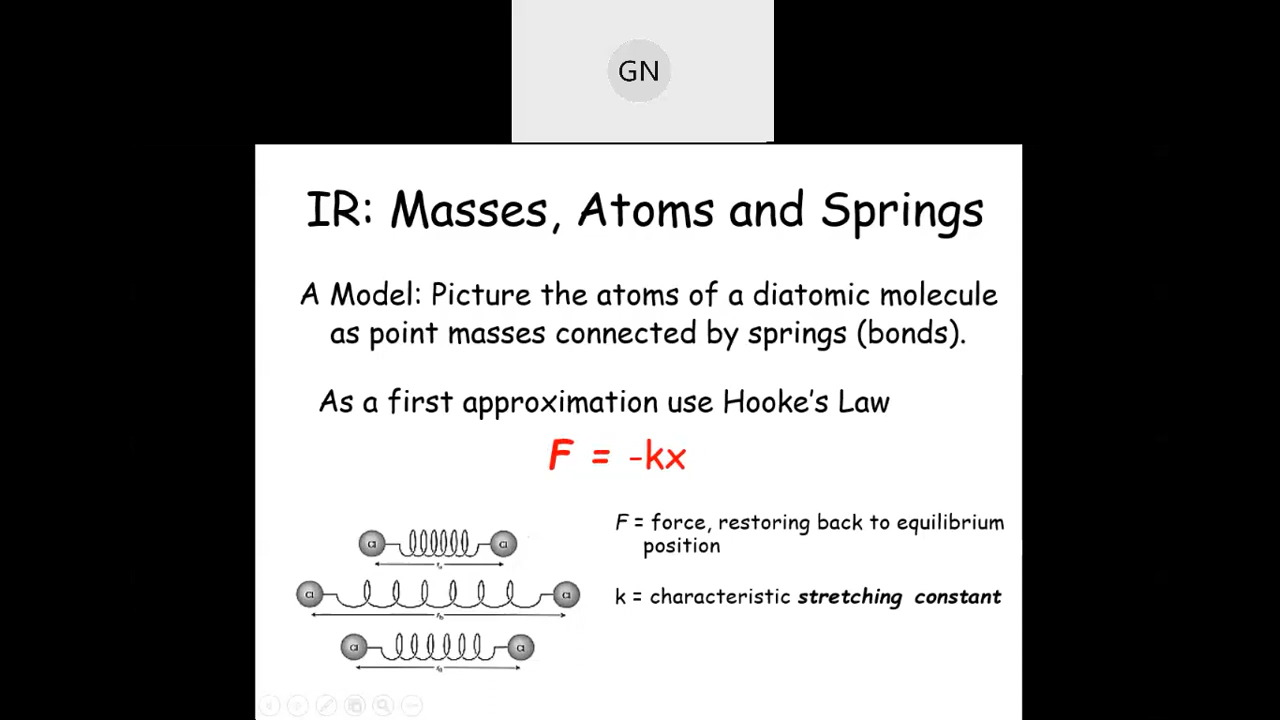 GN
IR: Masses, Atoms and Springs
A Model: Picture the atoms of a diatomic molecule
as point masses connected by springs (bonds).
As a first approximation use Hooke's Law
F = -kx
F = force, restoring back to equilibrium
position
k = characteristic stretching constant
a a
a a
a a